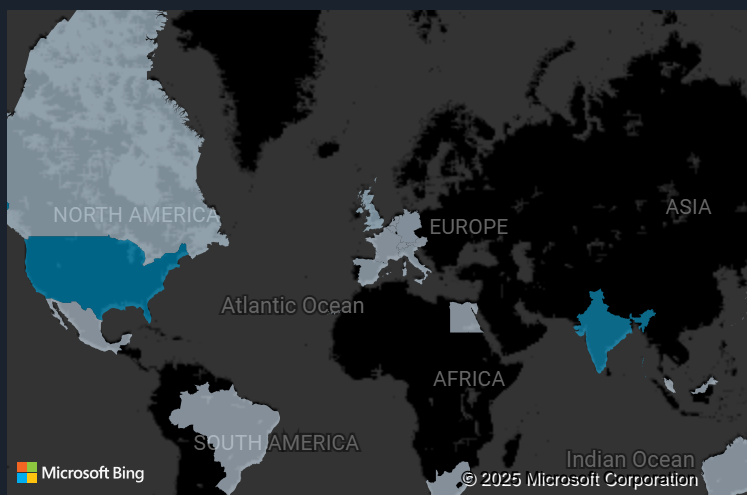 NORTH AMERICA
EUROPE
ASIA
Atlantic Ocean
AFRICA
SOUTH AMERICA
Indian Ocean
Microsoft Bing
© 2025 Microsoft Corporation